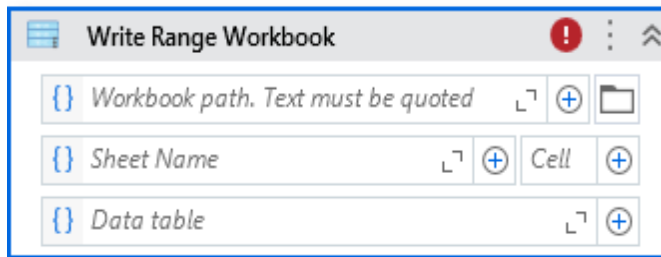 Write Range Workbook
Workbook path. Text must be quoted
Sheet Name Cell
Data table